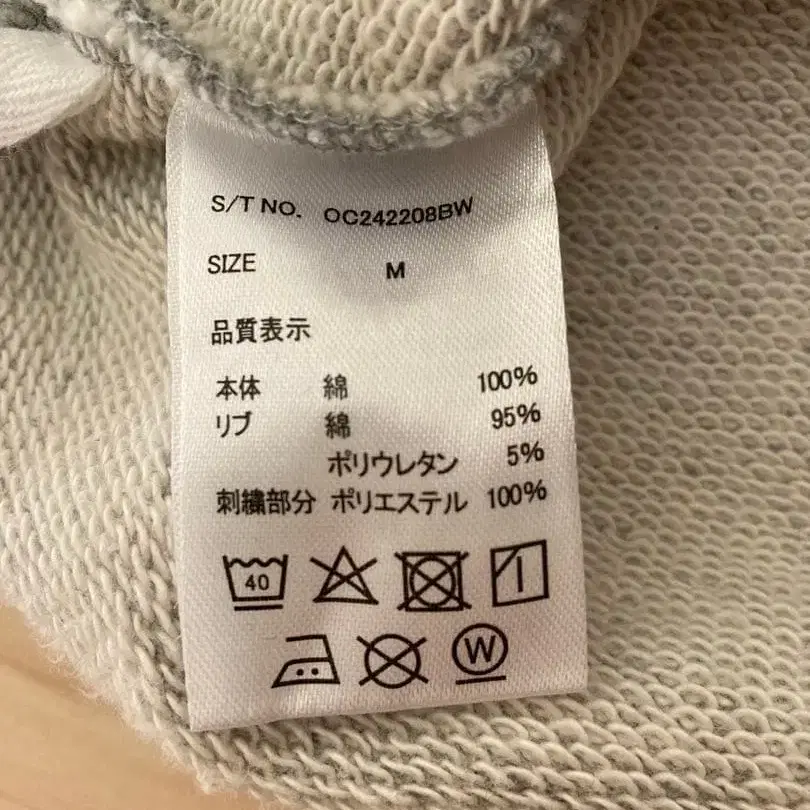 S/T NO. OC242208BW
SIZE M
品質表示
本体 綿 100%
リブ 綿 95%
ポリウレタン 5%
刺繍部分 ポリエステル 100%
40
W